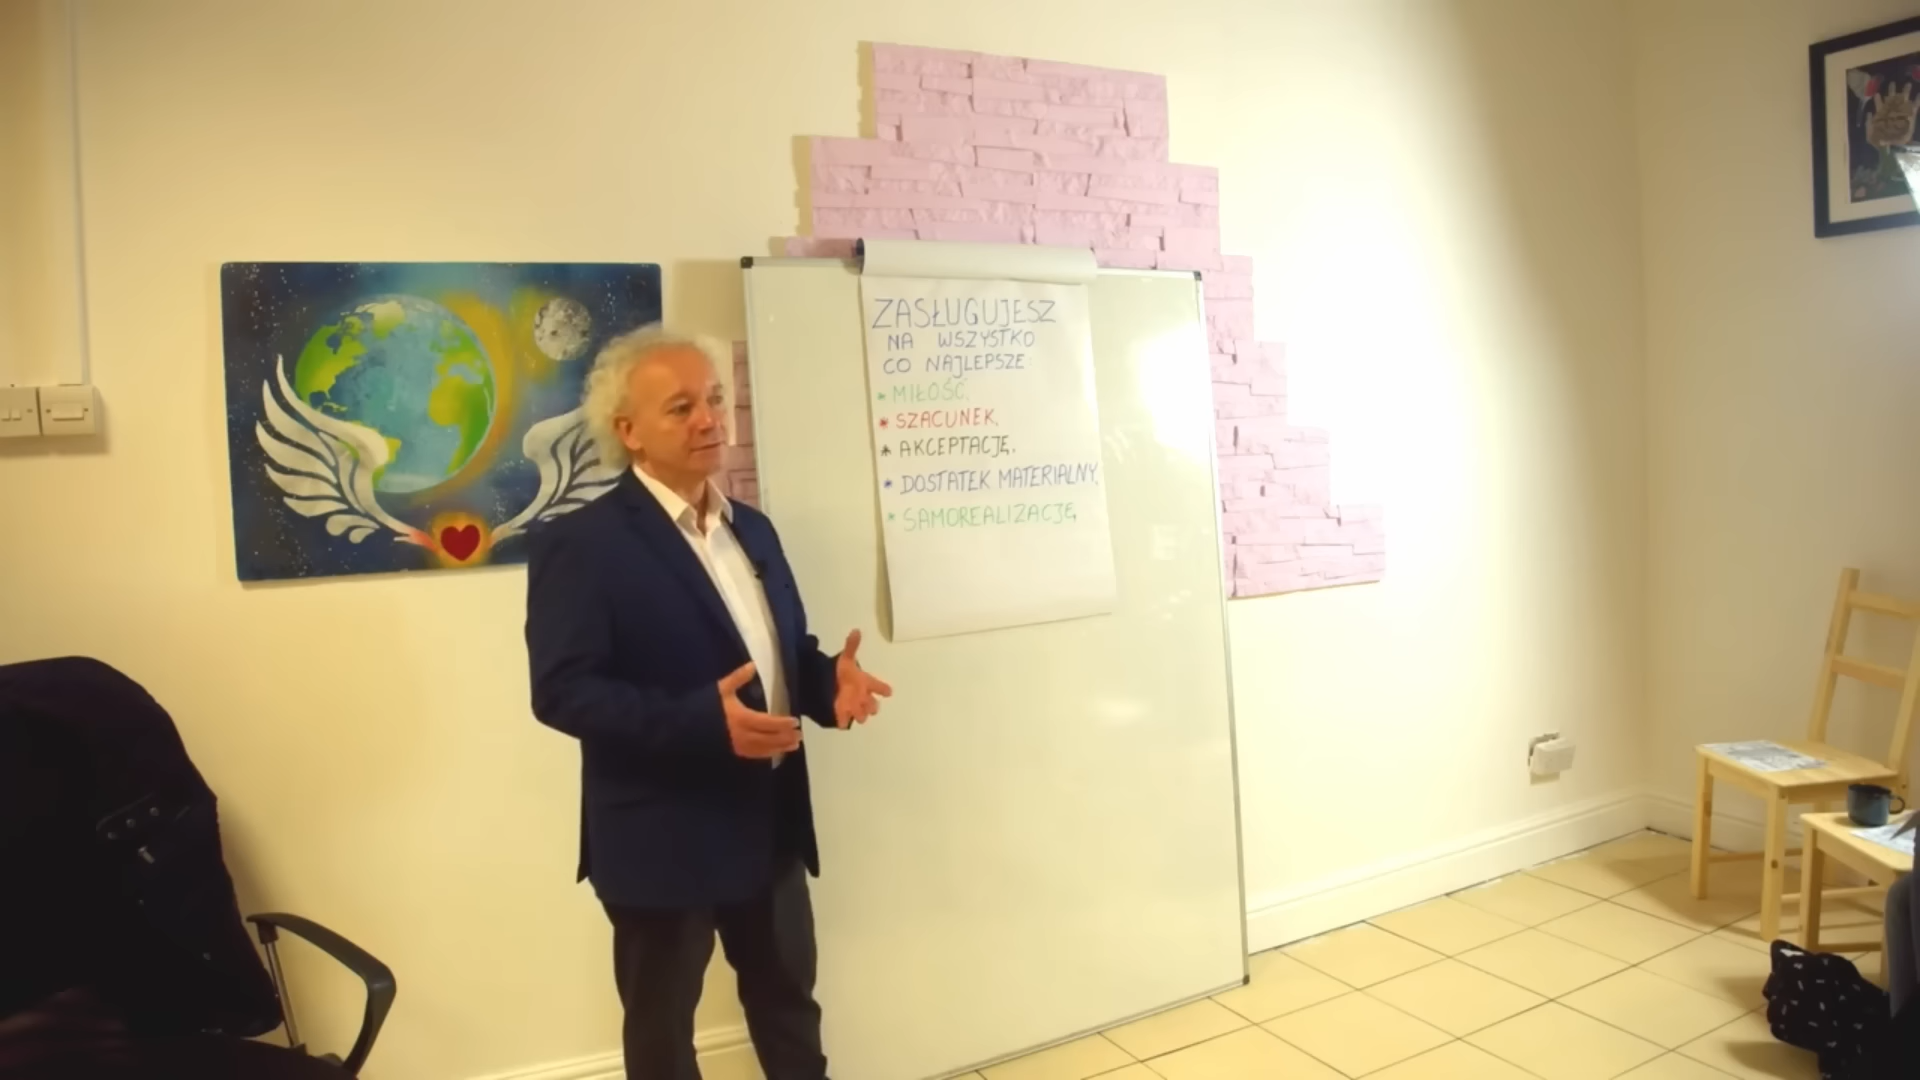 ZASŁUGUJESZ
NA WSZYSTKO
CO NAJLEPSZE:
* MIŁOŚĆ,
* SZACUNEK,
* AKCEPTACJĘ.
* DOSTATEK MATERIALNY,
* SAMOREALIZACJĘ